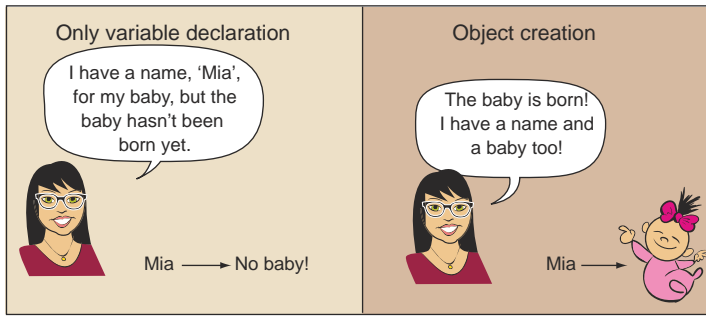 Only variable declaration
I have a name, ‘Mia’,
for my baby, but the
baby hasn’t been
born yet.
Mia → No baby!
Object creation
The baby is born!
I have a name and
a baby too!
Mia →